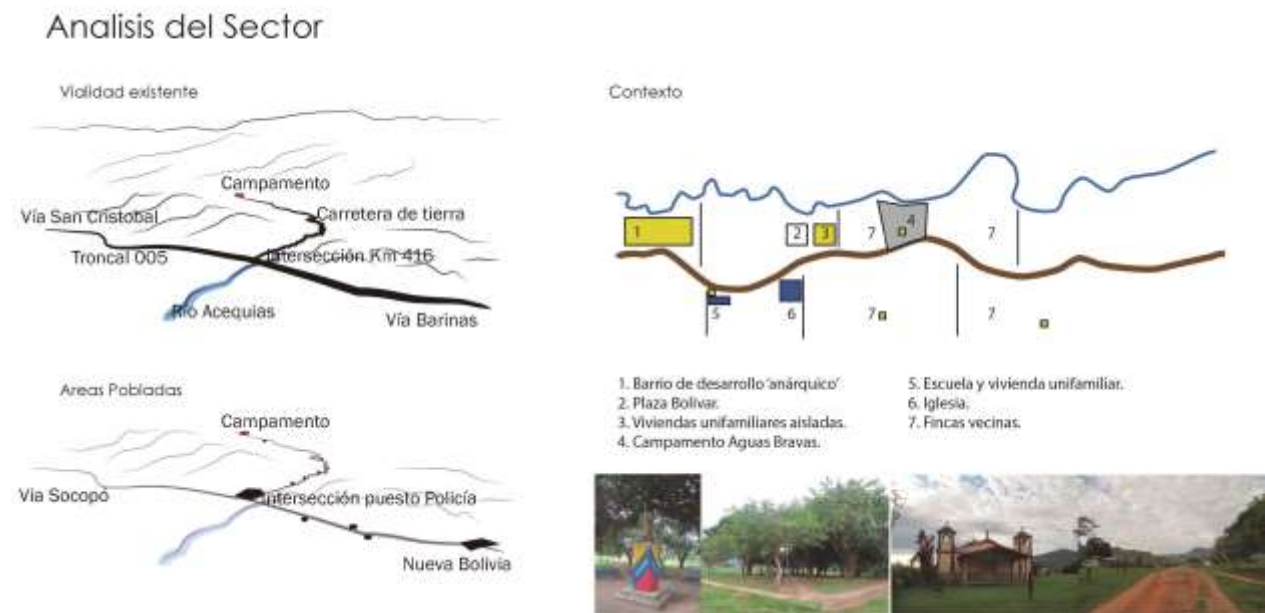 Analisis del Sector
Vialidad existente
Campamento
Vía San Cristobal
Carretera de tierra
Troncal 005
Intersección Km 416
Río Acequias
Vía Barinas
Areas Pobladas
Campamento
Via Socopó
Intersección puesto Policía
Nueva Bolivia
Contexto
1
2
3
7
4
7
5
6
7
7
1. Barrio de desarrollo 'anárquico'
2. Plaza Bolivar.
3. Viviendas unifamiliares aisladas.
4. Campamento Aguas Bravas.
5. Escuela y vivienda unifamiliar.
6. Iglesia.
7. Fincas vecinas.